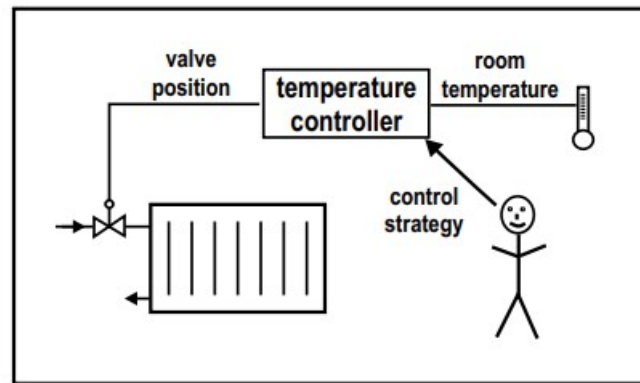 valve
position
temperature
controller
room
temperature
control
strategy